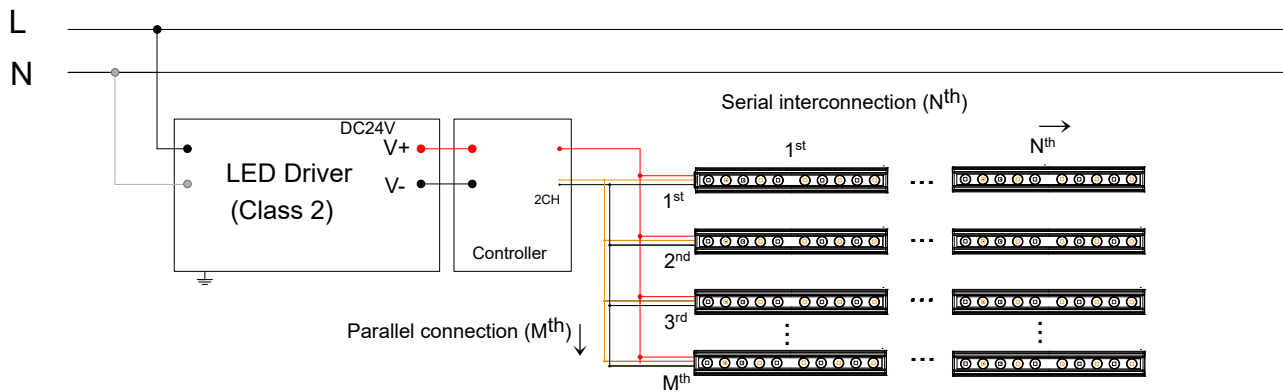 L
N
Serial interconnection (Nth)
DC24V
V+
LED Driver
V-
(Class 2)
2CH
Controller
1st
Nth
1st
2nd
3rd
Mth
Parallel connection (Mth)